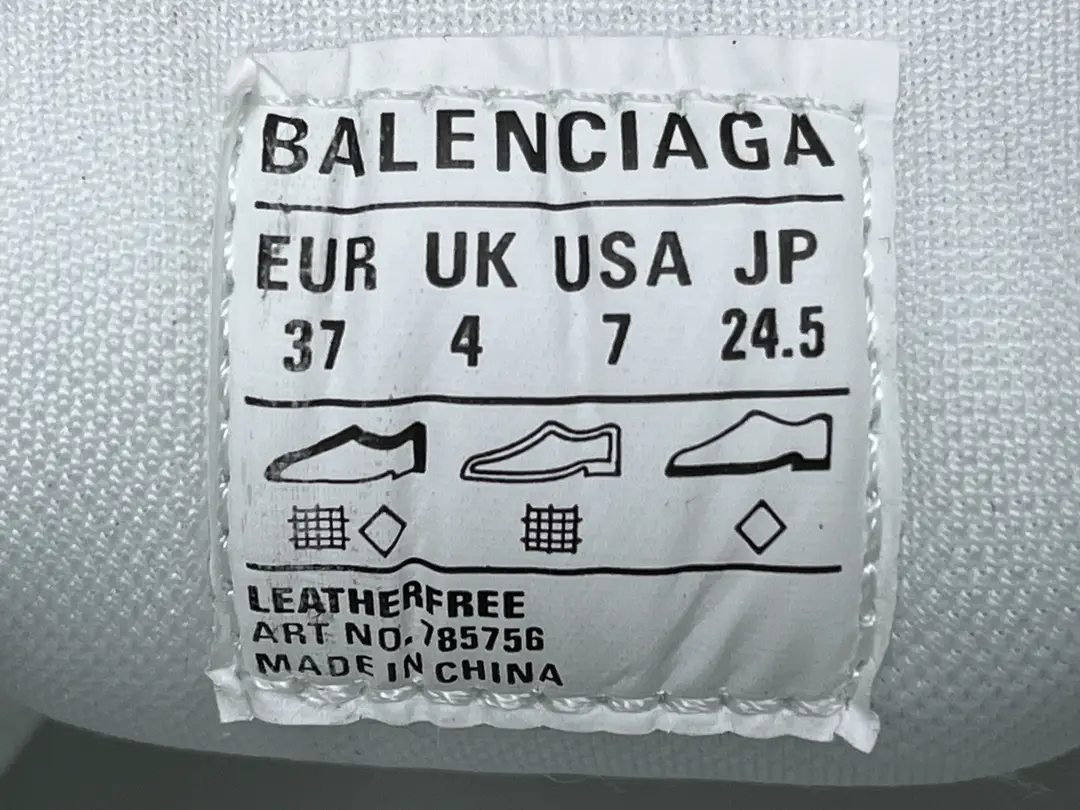 BALENCIAGA
EUR UK USA JP
37 4 7 24.5
LEATHERFREE
ART NO.785756
MADE IN CHINA